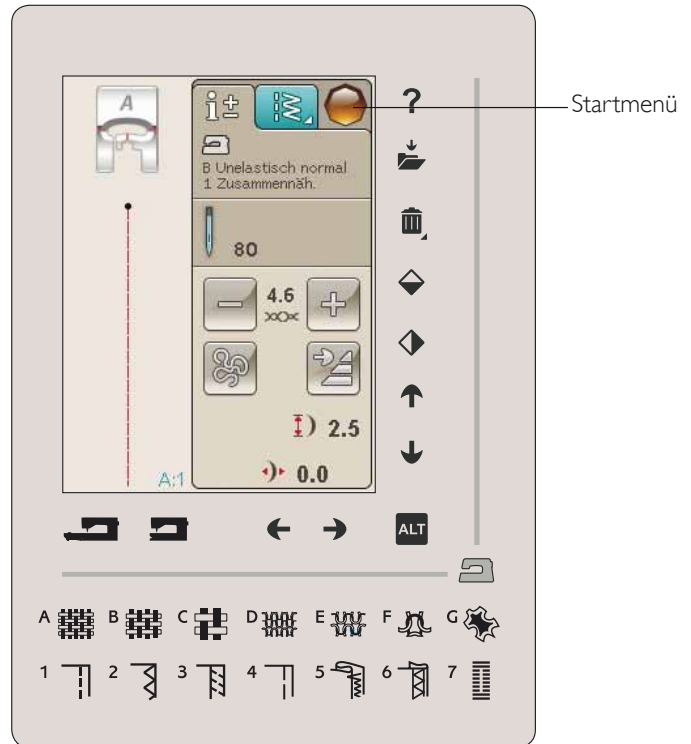 A
i±
?
Startmenü
B Unelastisch normal
1 Zusammennäh.
80
4.6
2.5
0.0
A:1
ALT
A B C D E F G
1 2 3 4 5 6 7